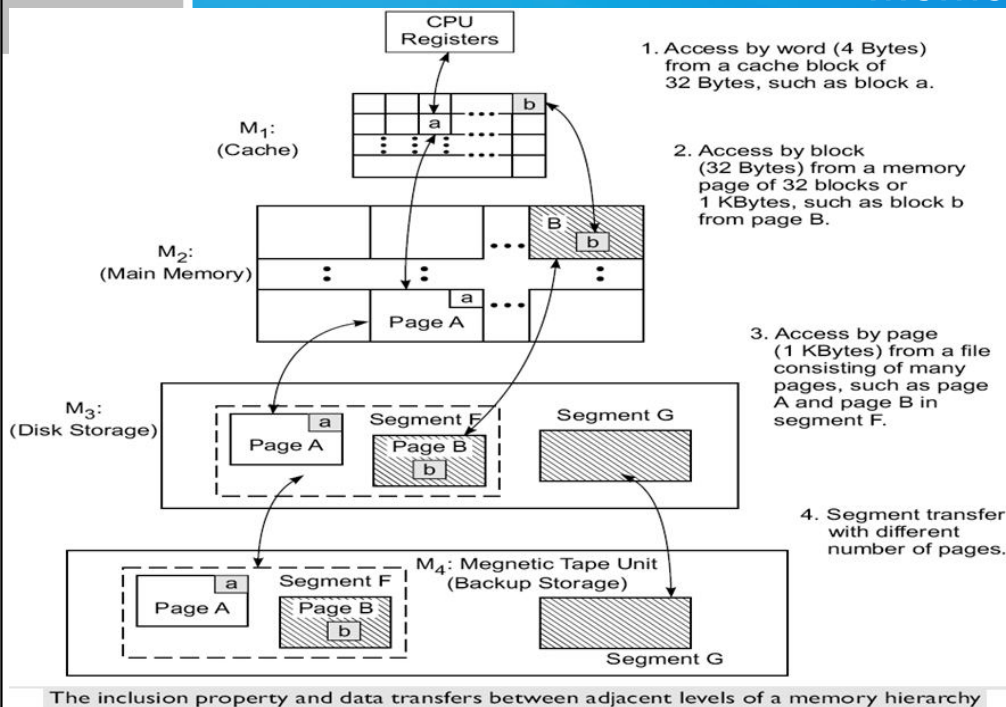 CPU
Registers
1. Access by word (4 Bytes)
from a cache block of
32 Bytes, such as block a.
b
a
M1:
(Cache)
2. Access by block
(32 Bytes) from a memory
page of 32 blocks or
1 KBytes, such as block b
from page B.
B
b
M2:
(Main Memory)
a
Page A
3. Access by page
(1 KBytes) from a file
consisting of many
pages, such as page
A and page B in
segment F.
M3:
(Disk Storage)
a
Page A
Segment F
Page B
b
Segment G
4. Segment transfer
with different
number of pages.
M4: Megnetic Tape Unit
(Backup Storage)
a
Page A
Segment F
Page B
b
Segment G
The inclusion property and data transfers between adjacent levels of a memory hierarchy